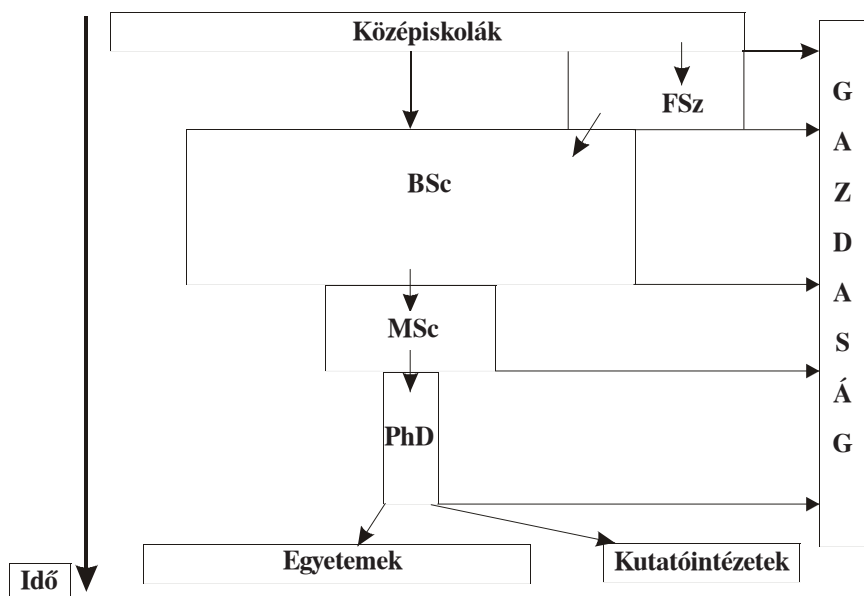 Középiskolák
FSz
BSc
MSc
PhD
Egyetemek
Kutatóintézetek
Idő
G
A
Z
D
A
S
Á
G